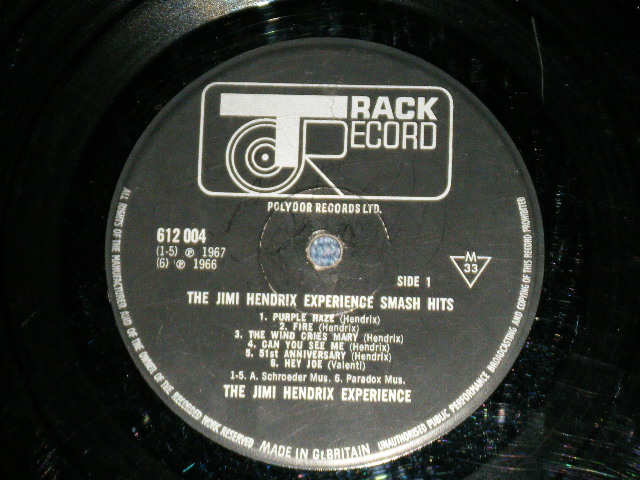 TRACK
RECORD
POLYDOR RECORDS LTD.
612 004
(1-5) ℗ 1967
(6) ℗ 1966
SIDE 1
M
33
THE JIMI HENDRIX EXPERIENCE SMASH HITS
1. PURPLE HAZE (Hendrix)
2. FIRE (Hendrix)
3. THE WIND CRIES MARY (Hendrix)
4. CAN YOU SEE ME (Hendrix)
5. 51st ANNIVERSARY (Hendrix)
6. HEY JOE (Valenti)
1-5. A. Schroeder Mus. 6. Paradox Mus.
THE JIMI HENDRIX EXPERIENCE
ALL RIGHTS OF THE MANUFACTURER AND OF THE OWNER OF THE RECORDED WORK RESERVED
MADE IN Gt. BRITAIN
UNAUTHORISED PUBLIC PERFORMANCE BROADCASTING AND COPYING OF THIS RECORD PROHIBITED